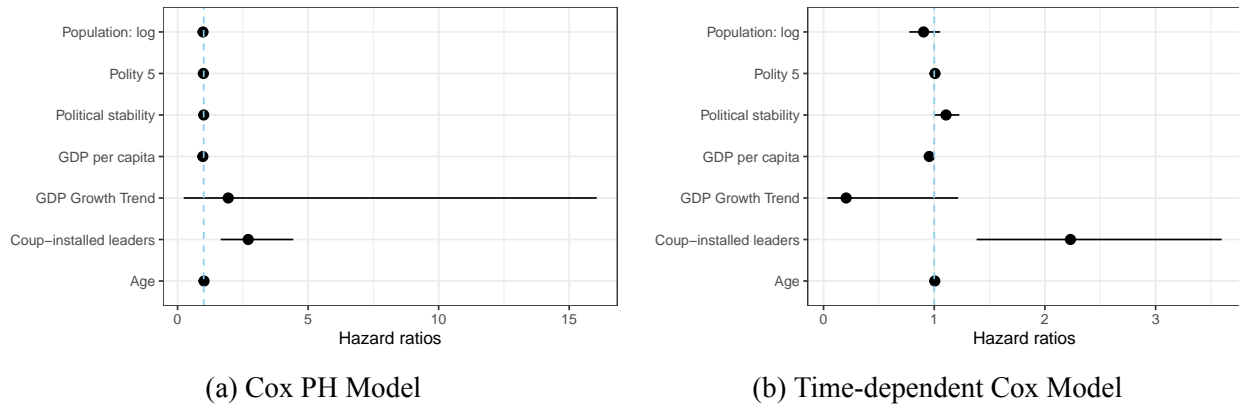 Population: log
Polity 5
Political stability
GDP per capita
GDP Growth Trend
Coup−installed leaders
Age
0 5 10 15
Hazard ratios
(a) Cox PH Model
Population: log
Polity 5
Political stability
GDP per capita
GDP Growth Trend
Coup−installed leaders
Age
0 1 2 3
Hazard ratios
(b) Time-dependent Cox Model